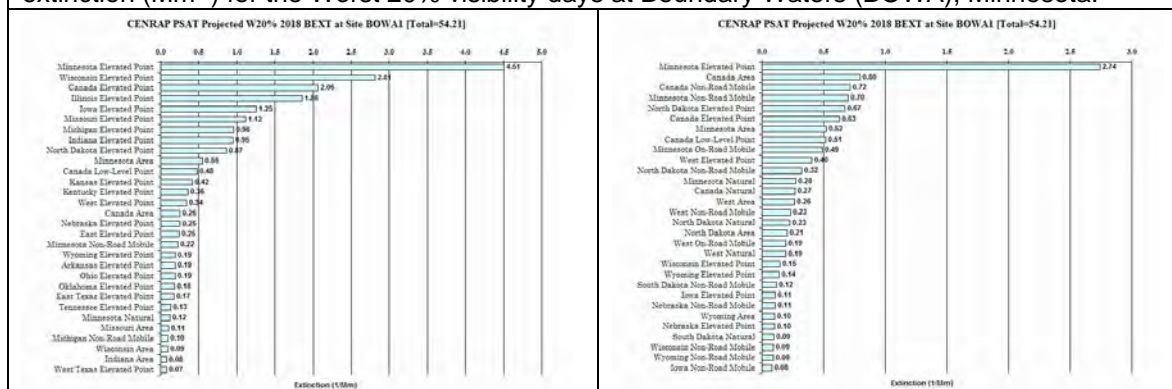 extinction (Mm-1) for the Worst 20% visibility days at Boundary Waters (BOWA), Minnesota.
CENRAP PSAT Projected W20% 2018 BEXT at Site BOWA1 [Total=54.21]
0.0 0.5 1.0 1.5 2.0 2.5 3.0 3.5 4.0 4.5 5.0
Minnesota Elevated Point 4.51
Wisconsin Elevated Point 2.81
Canada Elevated Point 2.05
Illinois Elevated Point 1.86
Iowa Elevated Point 1.25
Missouri Elevated Point 1.12
Michigan Elevated Point 0.96
Indiana Elevated Point 0.95
North Dakota Elevated Point 0.87
Minnesota Area 0.55
Canada Low-Level Point 0.48
Kansas Elevated Point 0.42
Kentucky Elevated Point 0.36
West Elevated Point 0.34
Canada Area 0.26
Nebraska Elevated Point 0.25
East Elevated Point 0.25
Minnesota Non-Road Mobile 0.22
Wyoming Elevated Point 0.19
Arkansas Elevated Point 0.19
Ohio Elevated Point 0.19
Oklahoma Elevated Point 0.18
East Texas Elevated Point 0.17
Tennessee Elevated Point 0.13
Minnesota Natural 0.12
Missouri Area 0.11
Michigan Non-Road Mobile 0.10
Wisconsin Area 0.09
Indiana Area 0.08
West Texas Elevated Point 0.07
Extinction (1/Mm)
CENRAP PSAT Projected W20% 2018 BEXT at Site BOWA1 [Total=54.21]
0.0 0.5 1.0 1.5 2.0 2.5 3.0
Minnesota Elevated Point 2.74
Canada Area 0.80
Canada Non-Road Mobile 0.72
Minnesota Non-Road Mobile 0.70
North Dakota Elevated Point 0.67
Canada Elevated Point 0.63
Minnesota Area 0.52
Canada Low-Level Point 0.51
Minnesota On-Road Mobile 0.49
West Elevated Point 0.40
North Dakota Non-Road Mobile 0.32
Minnesota Natural 0.28
Canada Natural 0.27
West Area 0.26
West Non-Road Mobile 0.23
North Dakota Natural 0.23
North Dakota Area 0.21
West On-Road Mobile 0.19
West Natural 0.19
Wisconsin Elevated Point 0.15
Wyoming Elevated Point 0.14
South Dakota Non-Road Mobile 0.12
Iowa Elevated Point 0.11
Nebraska Non-Road Mobile 0.11
Wyoming Area 0.10
Nebraska Elevated Point 0.10
South Dakota Natural 0.09
Wisconsin Non-Road Mobile 0.09
Wyoming Non-Road Mobile 0.09
Iowa Non-Road Mobile 0.08
Extinction (1/Mm)